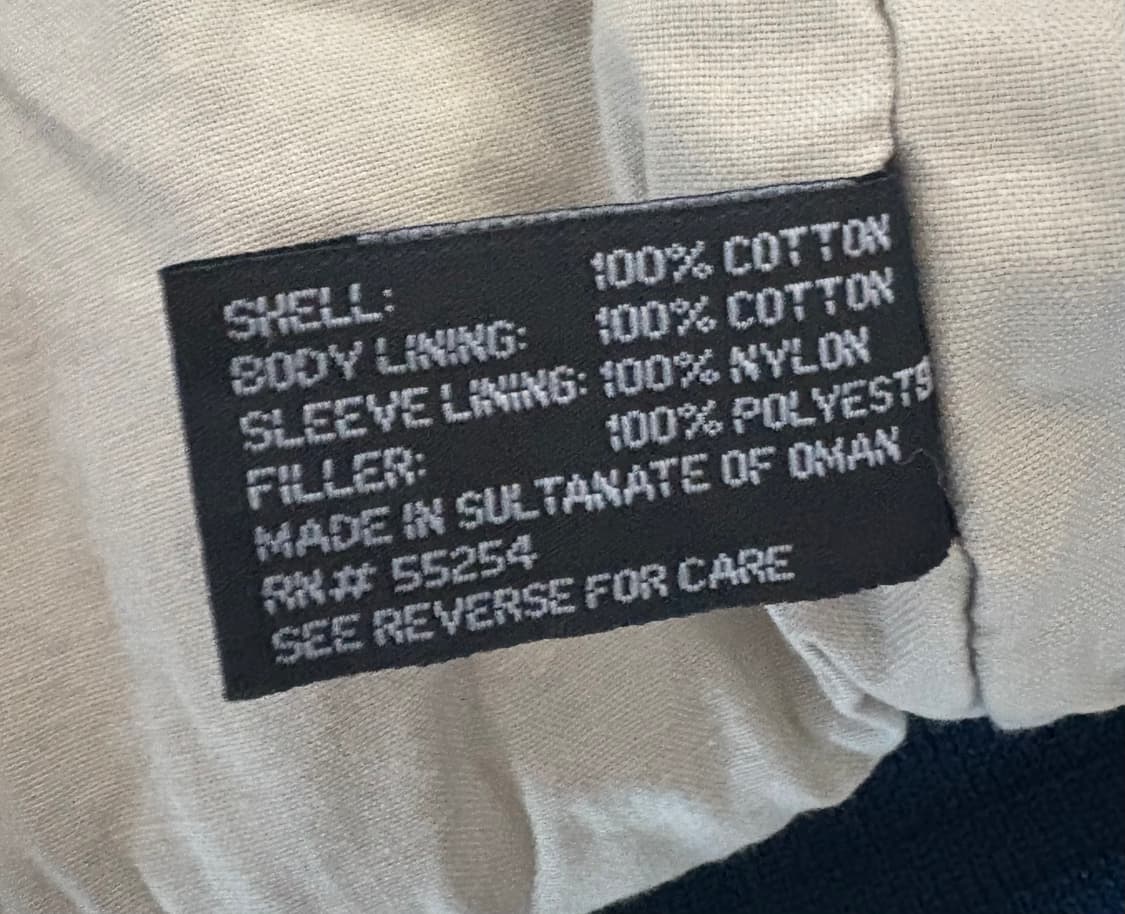 SHELL: 100% COTTON
BODY LINING: 100% COTTON
SLEEVE LINING: 100% NYLON
FILLER: 100% POLYESTE
MADE IN SULTANATE OF OMAN
RN# 55254
SEE REVERSE FOR CARE